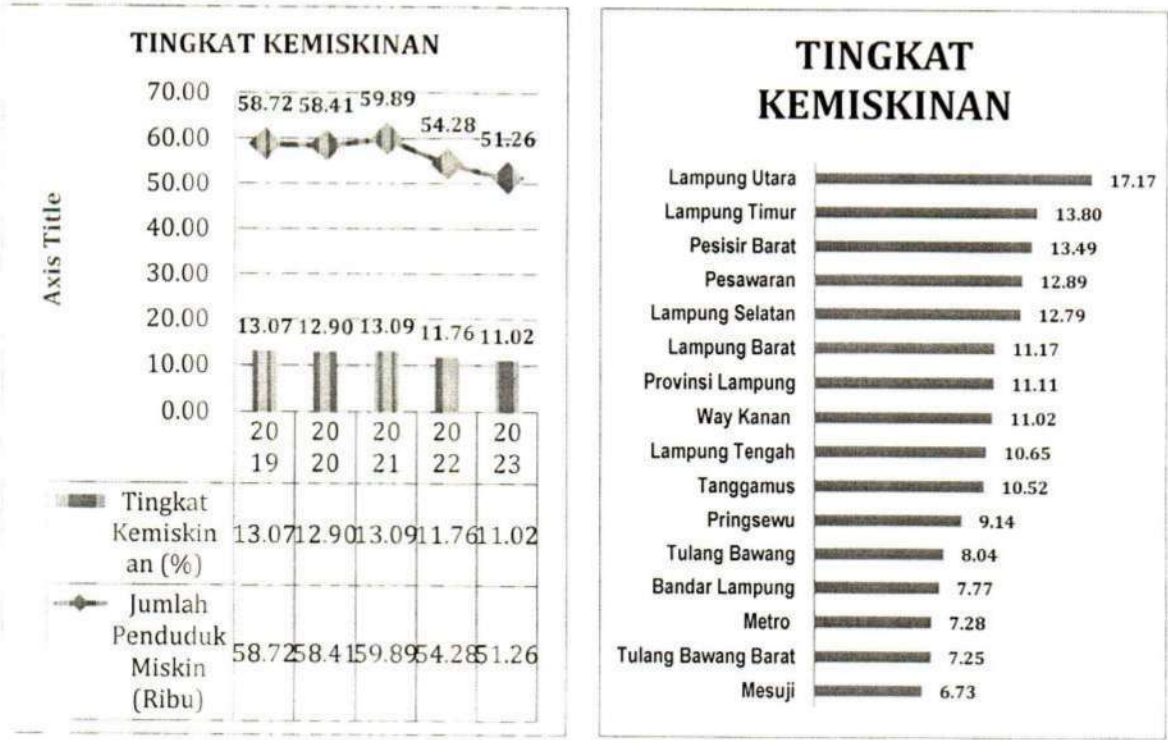 TINGKAT KEMISKINAN
Axis Title
70.00
60.00
50.00
40.00
30.00
20.00
10.00
0.00
58.72 58.41 59.89 54.28 51.26
13.07 12.90 13.09 11.76 11.02
20 20 20 20 20
19 20 21 22 23
Tingkat
Kemiskin
an (%)
13.07 12.90 13.09 11.76 11.02
Jumlah
Penduduk
Miskin
(Ribu)
58.72 58.41 59.89 54.28 51.26
TINGKAT
KEMISKINAN
Lampung Utara 17.17
Lampung Timur 13.80
Pesisir Barat 13.49
Pesawaran 12.89
Lampung Selatan 12.79
Lampung Barat 11.17
Provinsi Lampung 11.11
Way Kanan 11.02
Lampung Tengah 10.65
Tanggamus 10.52
Pringsewu 9.14
Tulang Bawang 8.04
Bandar Lampung 7.77
Metro 7.28
Tulang Bawang Barat 7.25
Mesuji 6.73